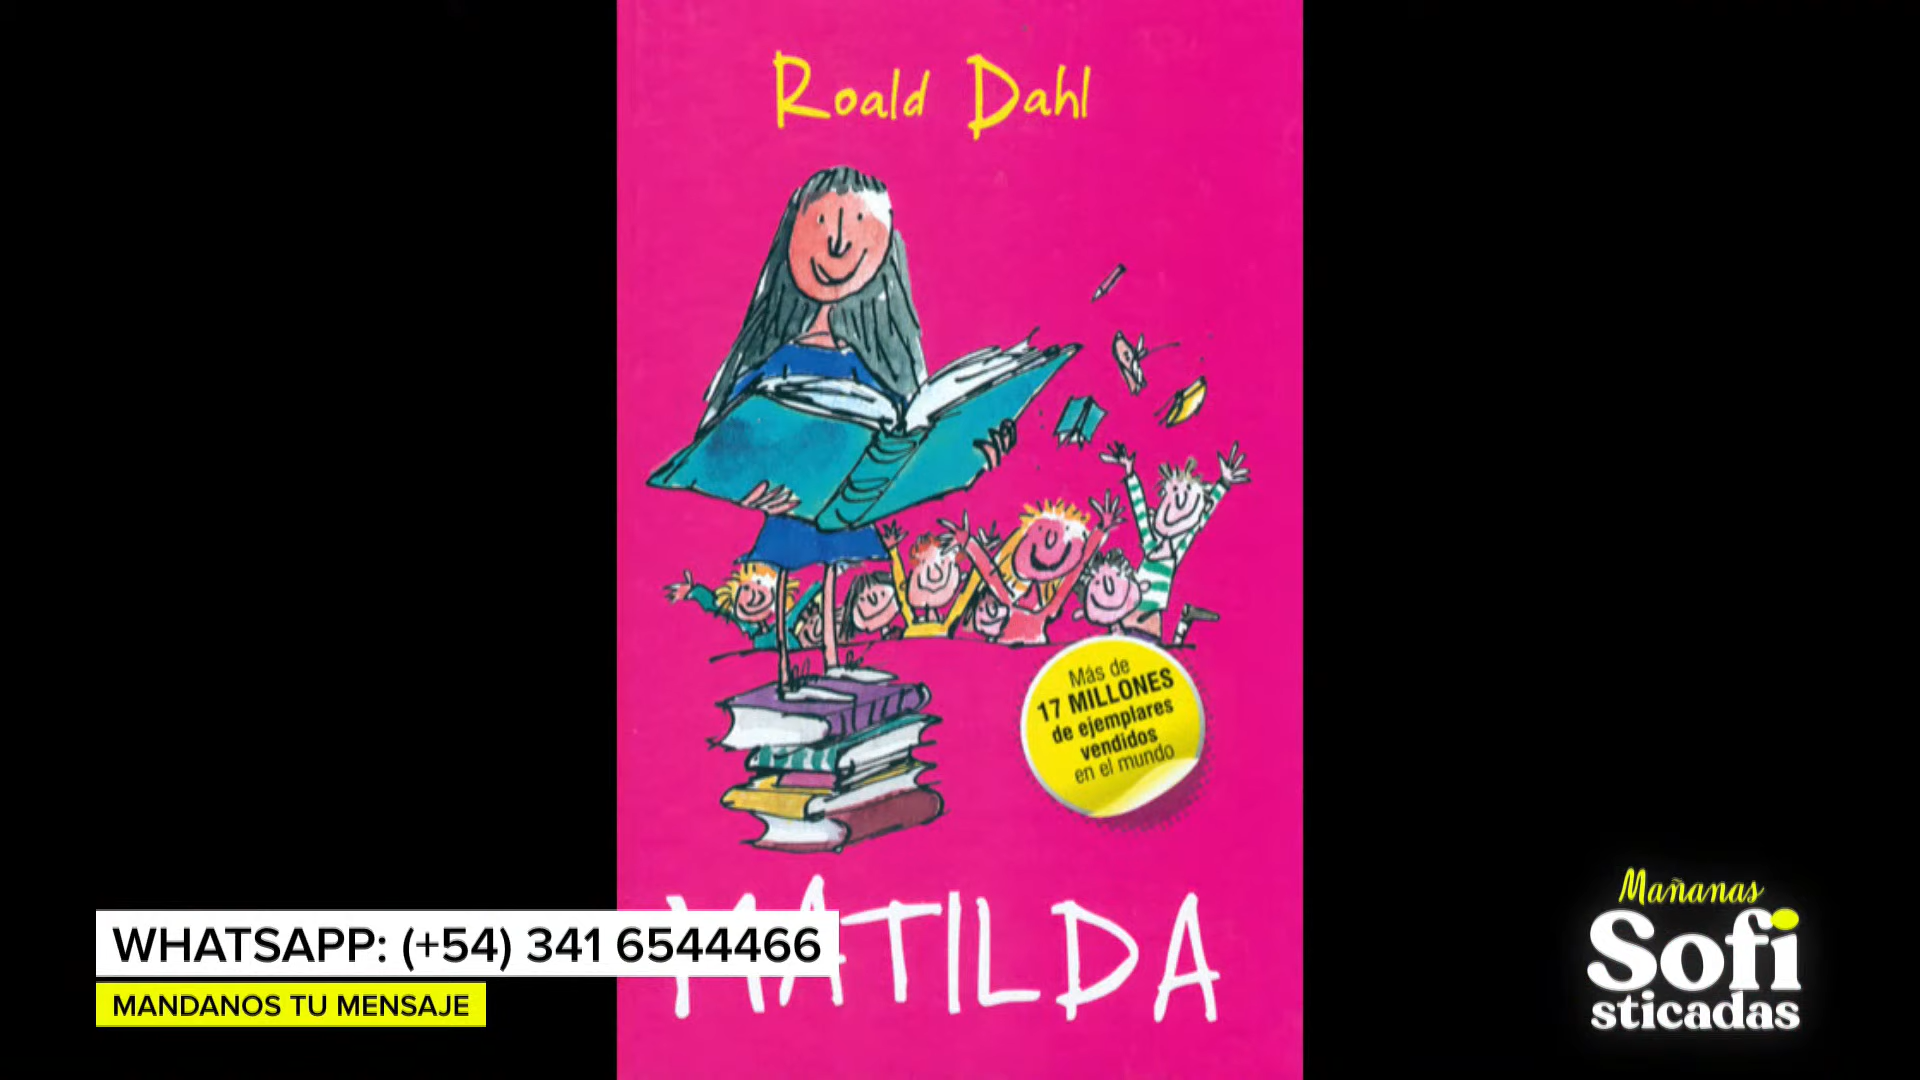 Roald Dahl
Más de
17 MILLONES
de ejemplares
vendidos
en el mundo
MATILDA
WHATSAPP: (+54) 341 6544466
MANDANOS TU MENSAJE
Mañanas
Sofi
sticadas